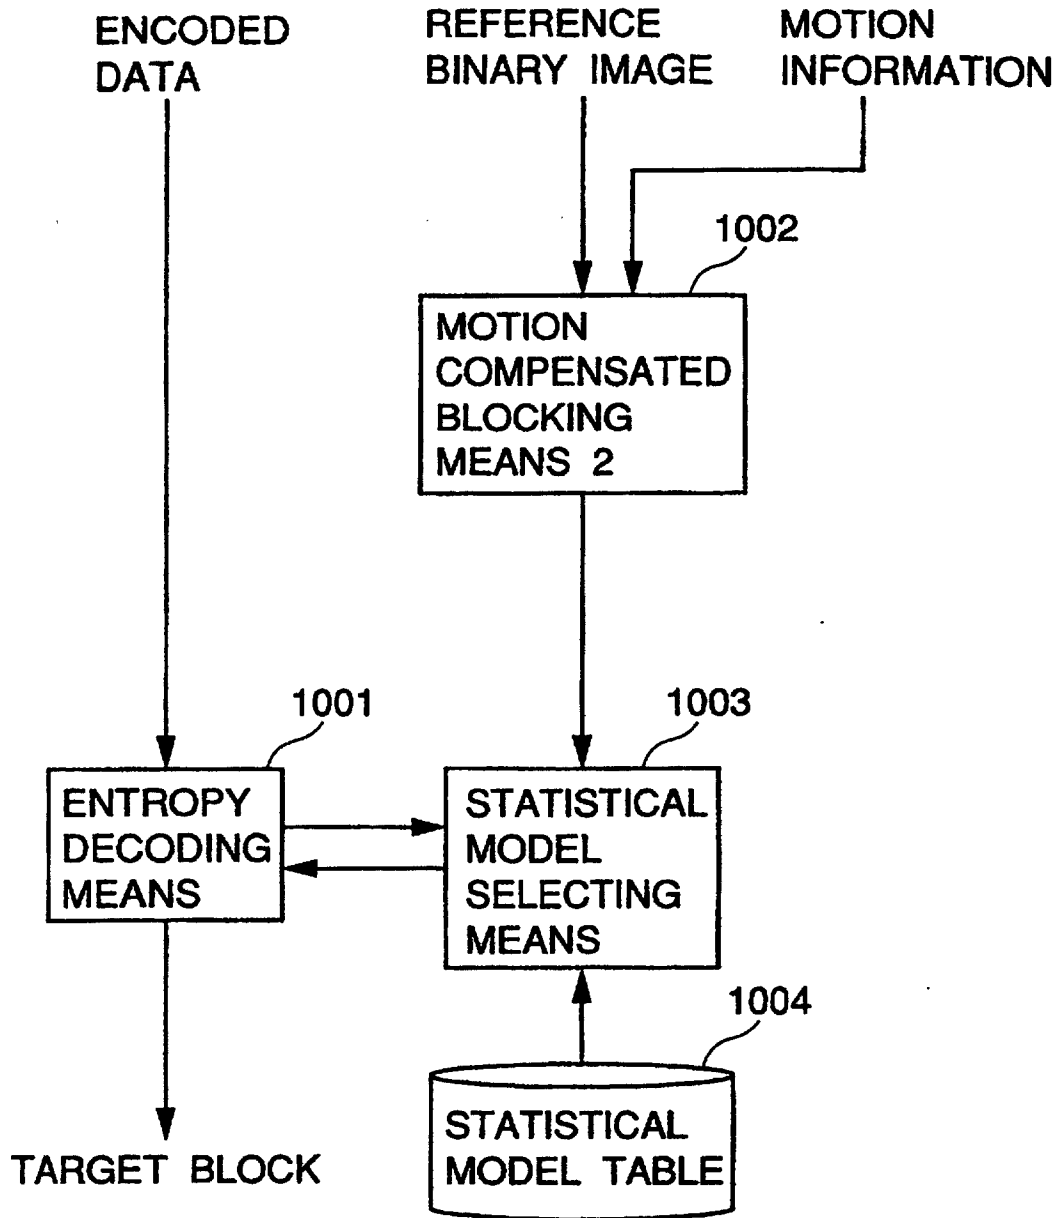 ENCODED
DATA
REFERENCE
BINARY IMAGE
MOTION
INFORMATION
1002
MOTION
COMPENSATED
BLOCKING
MEANS 2
1001
ENTROPY
DECODING
MEANS
1003
STATISTICAL
MODEL
SELECTING
MEANS
1004
STATISTICAL
MODEL TABLE
TARGET BLOCK